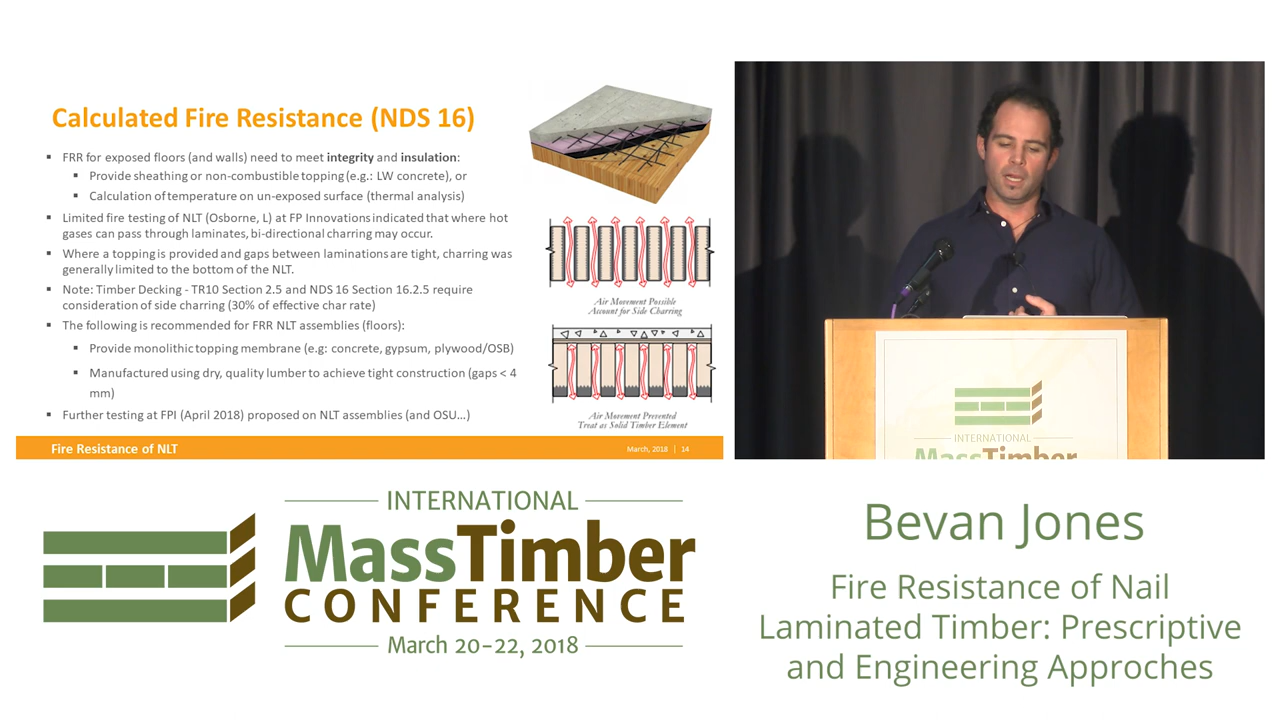 Calculated Fire Resistance (NDS 16)
▪ FRR for exposed floors (and walls) need to meet integrity and insulation:
▪ Provide sheathing or non-combustible topping (e.g.: LW concrete), or
▪ Calculation of temperature on un-exposed surface (thermal analysis)
▪ Limited fire testing of NLT (Osborne, L) at FP Innovations indicated that where hot
gases can pass through laminates, bi-directional charring may occur.
▪ Where a topping is provided and gaps between laminations are tight, charring was
generally limited to the bottom of the NLT.
▪ Note: Timber Decking - TR10 Section 2.5 and NDS 16 Section 16.2.5 require
consideration of side charring (30% of effective char rate)
▪ The following is recommended for FRR NLT assemblies (floors):
▪ Provide monolithic topping membrane (e.g: concrete, gypsum, plywood/OSB)
▪ Manufactured using dry, quality lumber to achieve tight construction (gaps < 4
mm)
▪ Further testing at FPI (April 2018) proposed on NLT assemblies (and OSU...)
Air Movement Possible
Account for Side Charring
Air Movement Prevented
Treat as Solid Timber Element
Fire Resistance of NLT
March, 2018 | 14
INTERNATIONAL
MassTimber
INTERNATIONAL
MassTimber
CONFERENCE
March 20-22, 2018
Bevan Jones
Fire Resistance of Nail
Laminated Timber: Prescriptive
and Engineering Approches